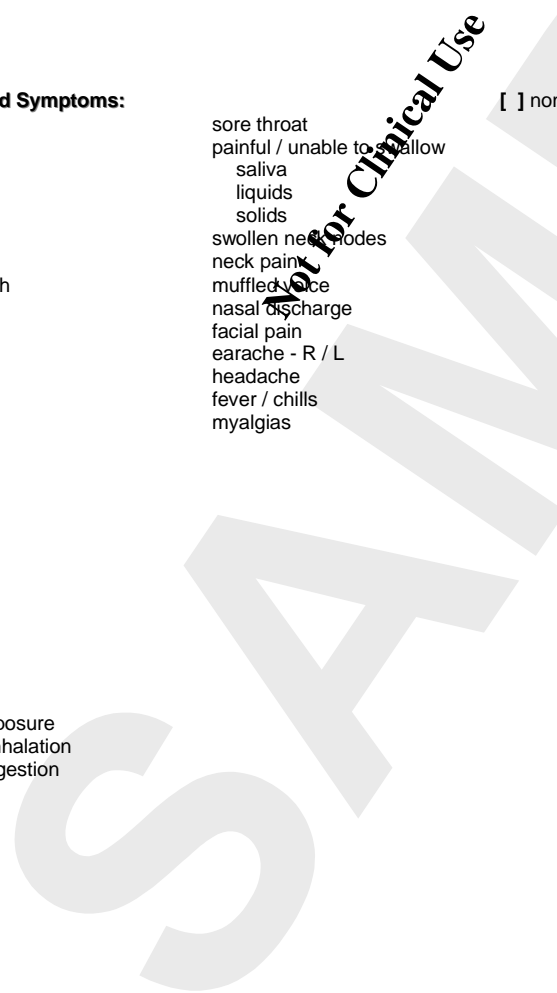 Not for Clinical Use
d Symptoms: [ ] nor
sore throat
painful / unable to swallow
saliva
liquids
solids
swollen neck nodes
neck pain
h muffled voice
nasal discharge
facial pain
earache - R / L
headache
fever / chills
myalgias
posure
nhalation
gestion
SAM